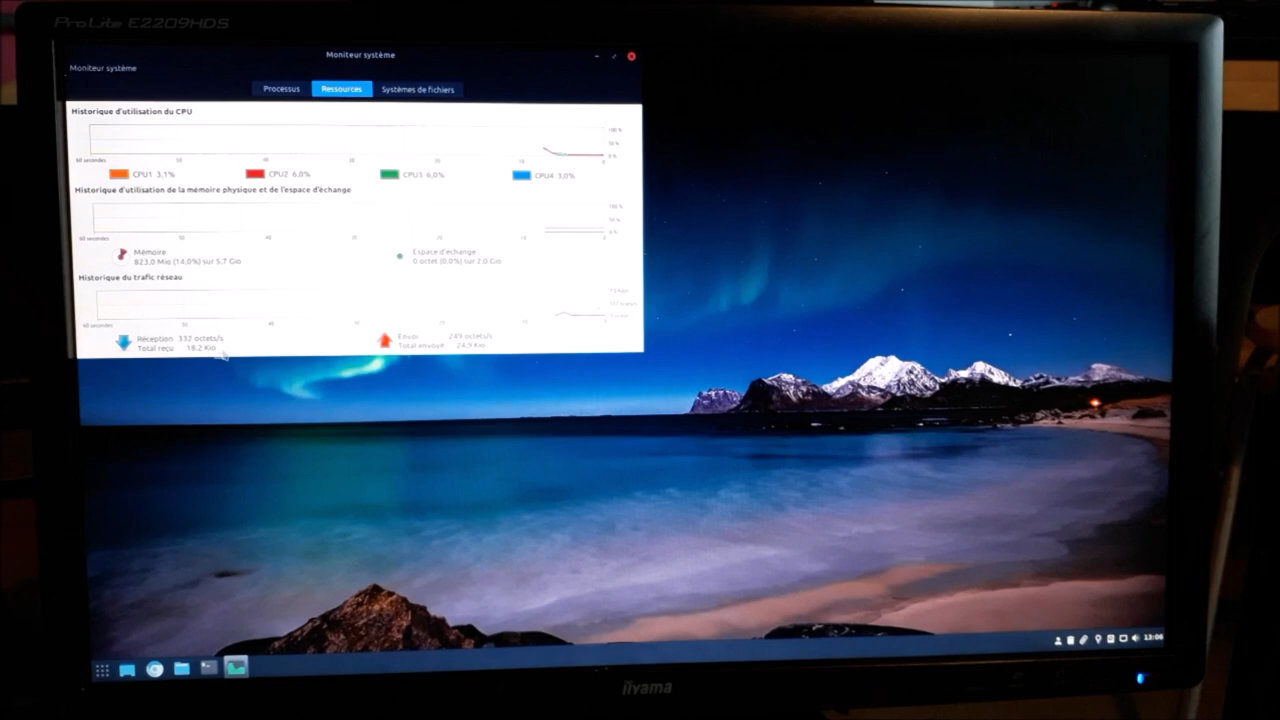 ProLite E2209HDS
Moniteur système
Moniteur système
Processus Ressources Systèmes de fichiers
Historique d'utilisation du CPU
100 %
50 %
0 %
60 secondes 50 40 30 20 10 0
CPU1 3,1% CPU2 6,0% CPU3 6,0% CPU4 3,0%
Historique d'utilisation de la mémoire physique et de l'espace d'échange
100 %
50 %
0 %
60 secondes 50 40 30 20 10 0
Mémoire
823,0 Mio (14,0%) sur 5,7 Gio
Espace d'échange
0 octet (0,0%) sur 2,0 Gio
Historique du trafic réseau
60 secondes 50 40 30 20 10 0
Réception 332 octets/s
Total reçu 18,2 Kio
Envoi 249 octets/s
Total envoyé 24,9 Kio
13:06
iiyama